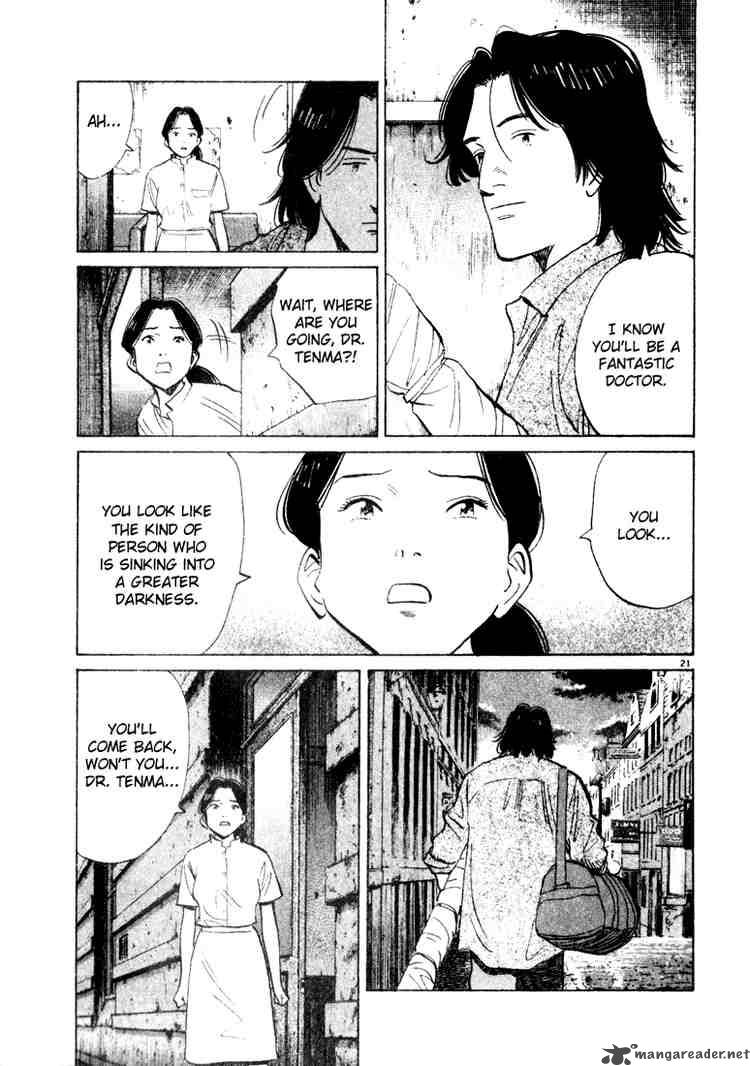 I KNOW
YOU'LL BE A
FANTASTIC
DOCTOR.
AH...
WAIT, WHERE
ARE YOU
GOING, DR.
TENMA?!
YOU
LOOK...
YOU LOOK LIKE
THE KIND OF
PERSON WHO
IS SINKING INTO
A GREATER
DARKNESS.
21
YOU'LL
COME BACK,
WON'T YOU...
DR. TENMA...
mangareader.net